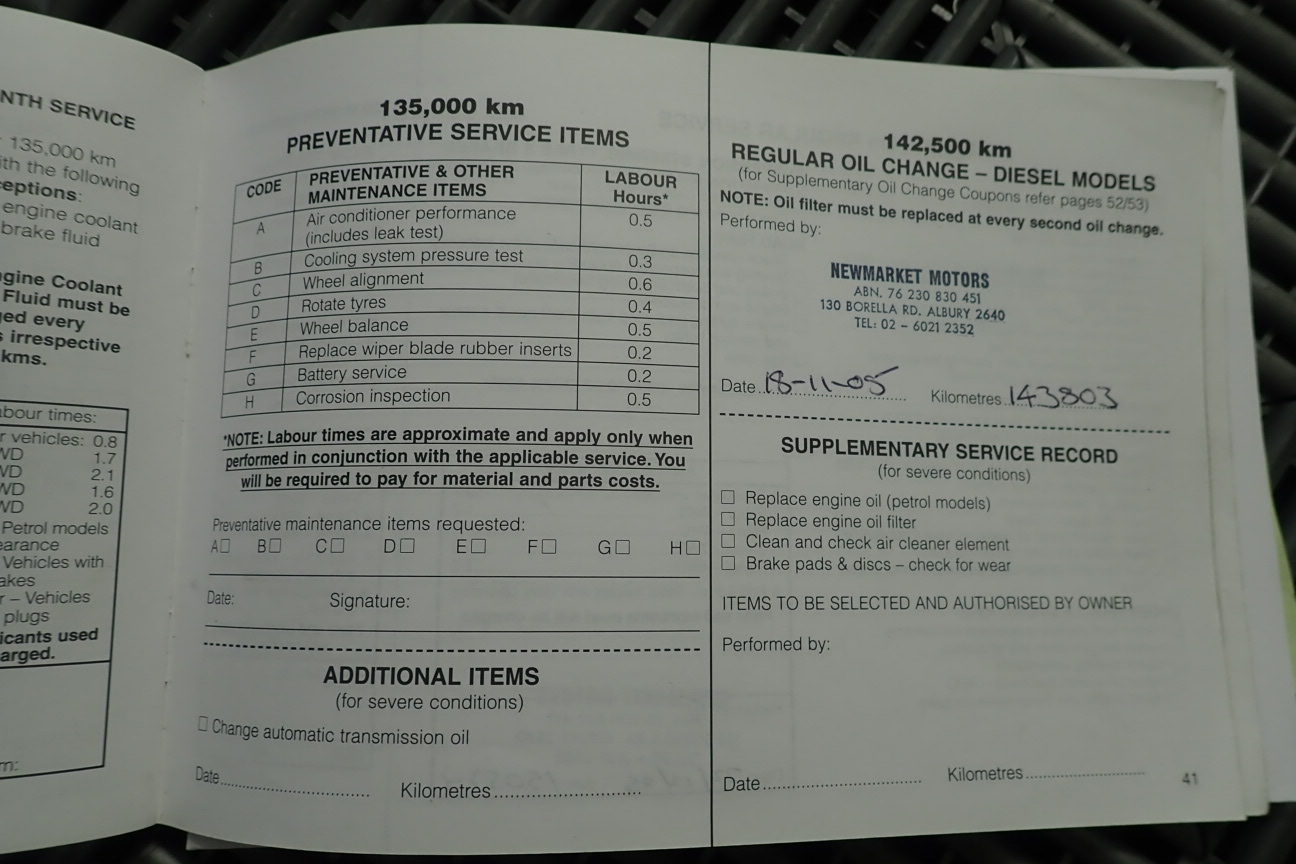 NTH SERVICE
135,000 km
ith the following
ceptions:
engine coolant
brake fluid
gine Coolant
Fluid must be
ged every
s irrespective
kms.
abour times:
r vehicles: 0.8
WD 1.7
WD 2.1
WD 1.6
WD 2.0
Petrol models
earance
Vehicles with
akes
r – Vehicles
plugs
icants used
arged.
m:
135,000 km
PREVENTATIVE SERVICE ITEMS
CODE PREVENTATIVE & OTHER MAINTENANCE ITEMS LABOUR Hours*
A Air conditioner performance (includes leak test) 0.5
B Cooling system pressure test 0.3
C Wheel alignment 0.6
D Rotate tyres 0.4
E Wheel balance 0.5
F Replace wiper blade rubber inserts 0.2
G Battery service 0.2
H Corrosion inspection 0.5
*NOTE: Labour times are approximate and apply only when
performed in conjunction with the applicable service. You
will be required to pay for material and parts costs.
Preventative maintenance items requested:
A☐ B☐ C☐ D☐ E☐ F☐ G☐ H☐
Date: Signature:
ADDITIONAL ITEMS
(for severe conditions)
☐ Change automatic transmission oil
Date.............................. Kilometres..............................
142,500 km
REGULAR OIL CHANGE – DIESEL MODELS
(for Supplementary Oil Change Coupons refer pages 52/53)
NOTE: Oil filter must be replaced at every second oil change.
Performed by:
NEWMARKET MOTORS
ABN. 76 230 830 451
130 BORELLA RD. ALBURY 2640
TEL: 02 – 6021 2352
Date..18-11-05 Kilometres..143803
SUPPLEMENTARY SERVICE RECORD
(for severe conditions)
☐ Replace engine oil (petrol models)
☐ Replace engine oil filter
☐ Clean and check air cleaner element
☐ Brake pads & discs – check for wear
ITEMS TO BE SELECTED AND AUTHORISED BY OWNER
Performed by:
Date.............................. Kilometres..............................
41